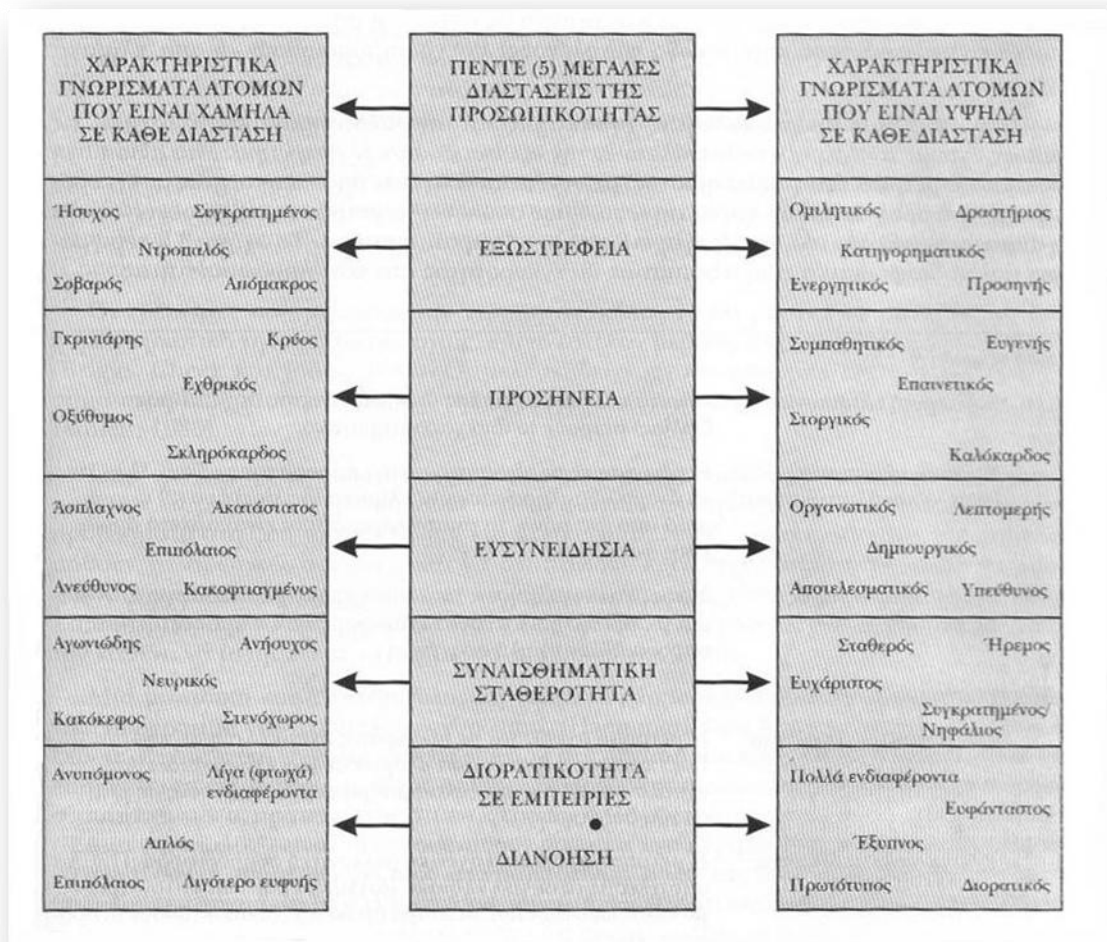 ΧΑΡΑΚΤΗΡΙΣΤΙΚΑ
ΓΝΩΡΙΣΜΑΤΑ ΑΤΟΜΩΝ
ΠΟΥ ΕΙΝΑΙ ΧΑΜΗΛΑ
ΣΕ ΚΑΘΕ ΔΙΑΣΤΑΣΗ
ΠΕΝΤΕ (5) ΜΕΓΑΛΕΣ
ΔΙΑΣΤΑΣΕΙΣ ΤΗΣ
ΠΡΟΣΩΠΙΚΟΤΗΤΑΣ
ΧΑΡΑΚΤΗΡΙΣΤΙΚΑ
ΓΝΩΡΙΣΜΑΤΑ ΑΤΟΜΩΝ
ΠΟΥ ΕΙΝΑΙ ΥΨΗΛΑ
ΣΕ ΚΑΘΕ ΔΙΑΣΤΑΣΗ
Ήσυχος Συγκρατημένος
Ντροπαλός
Σοβαρός Απόμακρος
ΕΞΩΣΤΡΕΦΕΙΑ
Ομιλητικός Δραστήριος
Κατηγορηματικός
Ενεργητικός Προσηνής
Γκρινιάρης Κρύος
Εχθρικός
Οξύθυμος
Σκληρόκαρδος
ΠΡΟΣΗΝΕΙΑ
Συμπαθητικός Ευγενής
Επαινετικός
Στοργικός
Καλόκαρδος
Άσπλαχνος Ακατάστατος
Επιπόλαιος
Ανεύθυνος Κακοφτιαγμένος
ΕΥΣΥΝΕΙΔΗΣΙΑ
Οργανωτικός Λεπτομερής
Δημιουργικός
Αποτελεσματικός Υπεύθυνος
Αγωνιώδης Ανήσυχος
Νευρικός
Κακόκεφος Στενόχωρος
ΣΥΝΑΙΣΘΗΜΑΤΙΚΗ
ΣΤΑΘΕΡΟΤΗΤΑ
Σταθερός Ήρεμος
Ευχάριστος
Συγκρατημένος/
Νηφάλιος
Ανυπόμονος Λίγα (φτωχά)
ενδιαφέροντα
Απλός
Επιπόλαιος Λιγότερο ευφυής
ΔΙΟΡΑΤΙΚΟΤΗΤΑ
ΣΕ ΕΜΠΕΙΡΙΕΣ
●
ΔΙΑΝΟΗΣΗ
Πολλά ενδιαφέροντα
Ευφάνταστος
Έξυπνος
Πρωτότυπος Διορατικός